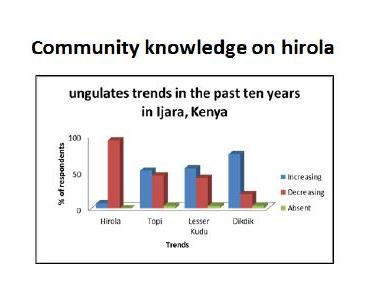 Community knowledge on hirola
ungulates trends in the past ten years
in Ijara, Kenya
% of respondents
100
50
0
Hirola Topi Lesser Dikdik
Kudu
Trends
Increasing
Decreasing
Absent